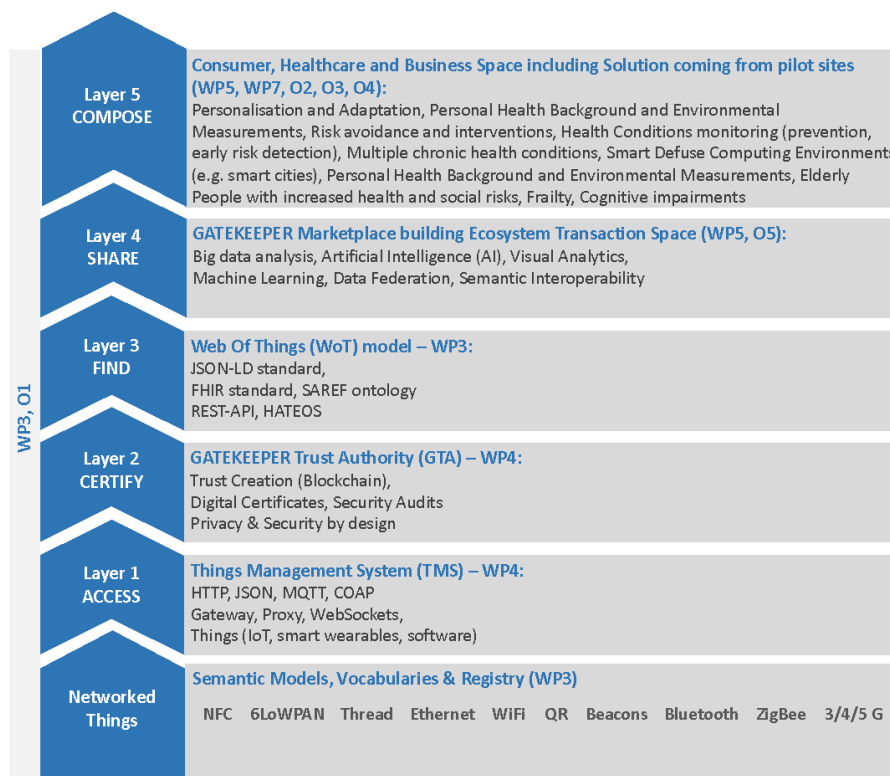 WP3, O1
Layer 5
COMPOSE
Consumer, Healthcare and Business Space including Solution coming from pilot sites
(WP5, WP7, O2, O3, O4):
Personalisation and Adaptation, Personal Health Background and Environmental
Measurements, Risk avoidance and interventions, Health Conditions monitoring (prevention,
early risk detection), Multiple chronic health conditions, Smart Defuse Computing Environments
(e.g. smart cities), Personal Health Background and Environmental Measurements, Elderly
People with increased health and social risks, Frailty, Cognitive impairments
Layer 4
SHARE
GATEKEEPER Marketplace building Ecosystem Transaction Space (WP5, O5):
Big data analysis, Artificial Intelligence (AI), Visual Analytics,
Machine Learning, Data Federation, Semantic Interoperability
Layer 3
FIND
Web Of Things (WoT) model – WP3:
JSON-LD standard,
FHIR standard, SAREF ontology
REST-API, HATEOS
Layer 2
CERTIFY
GATEKEEPER Trust Authority (GTA) – WP4:
Trust Creation (Blockchain),
Digital Certificates, Security Audits
Privacy & Security by design
Layer 1
ACCESS
Things Management System (TMS) – WP4:
HTTP, JSON, MQTT, COAP
Gateway, Proxy, WebSockets,
Things (IoT, smart wearables, software)
Networked
Things
Semantic Models, Vocabularies & Registry (WP3)
NFC 6LoWPAN Thread Ethernet WiFi QR Beacons Bluetooth ZigBee 3/4/5 G